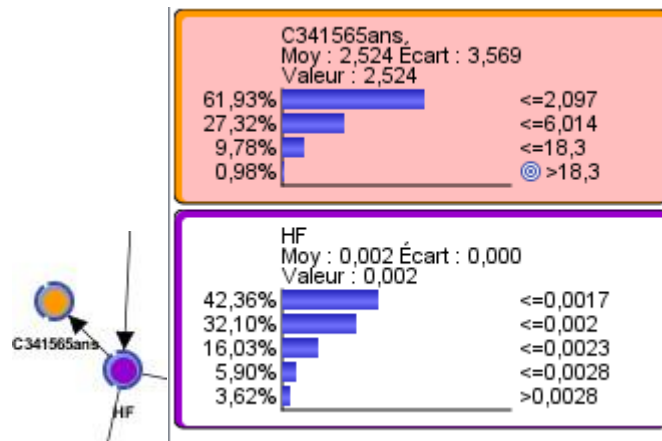 C341565ans
Moy : 2,524 Écart : 3,569
Valeur : 2,524
61,93% <=2,097
27,32% <=6,014
9,78% <=18,3
0,98% >18,3
HF
Moy : 0,002 Écart : 0,000
Valeur : 0,002
42,36% <=0,0017
32,10% <=0,002
16,03% <=0,0023
5,90% <=0,0028
3,62% >0,0028
C341565ans
HF